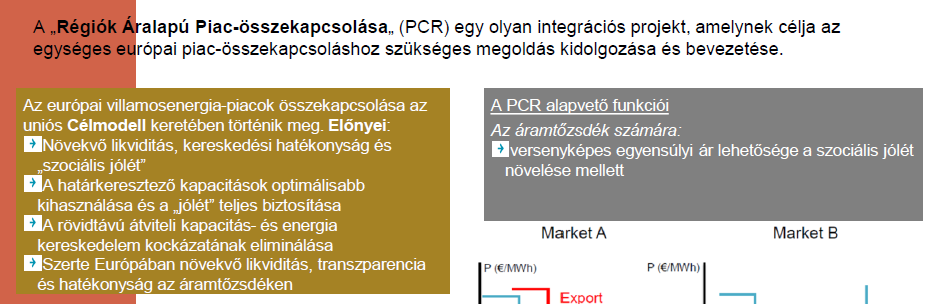 A „Régiók Áralapú Piac-összekapcsolása„ (PCR) egy olyan integrációs projekt, amelynek célja az
egységes európai piac-összekapcsoláshoz szükséges megoldás kidolgozása és bevezetése.
Az európai villamosenergia-piacok összekapcsolása az
uniós Célmodell keretében történik meg. Előnyei:
Növekvő likviditás, kereskedési hatékonyság és
„szociális jólét”
A határkeresztező kapacitások optimálisabb
kihasználása és a „jólét” teljes biztosítása
A rövidtávú átviteli kapacitás- és energia
kereskedelem kockázatának eliminálása
Szerte Európában növekvő likviditás, transzparencia
és hatékonyság az áramtőzsdéken
A PCR alapvető funkciói
Az áramtőzsdék számára:
versenyképes egyensúlyi ár lehetősége a szociális jólét
növelése mellett
Market A
Market B
P (€/MWh)
P (€/MWh)
Export